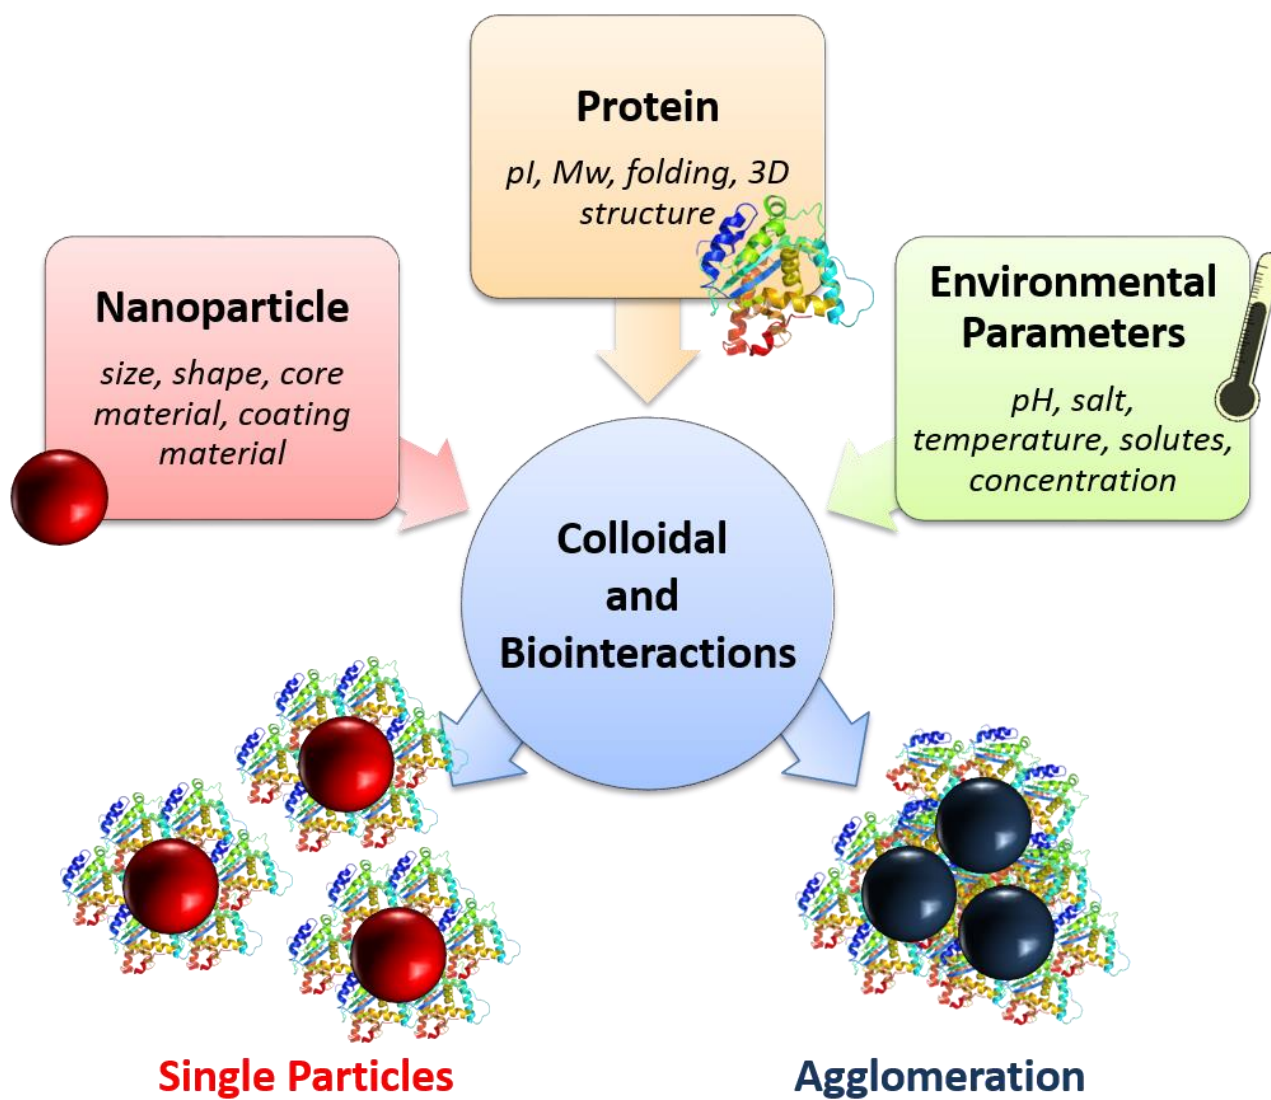 Protein
pI, Mw, folding, 3D
structure
Nanoparticle
size, shape, core
material, coating
material
Environmental
Parameters
pH, salt,
temperature, solutes,
concentration
Colloidal
and
Biointeractions
Single Particles
Agglomeration